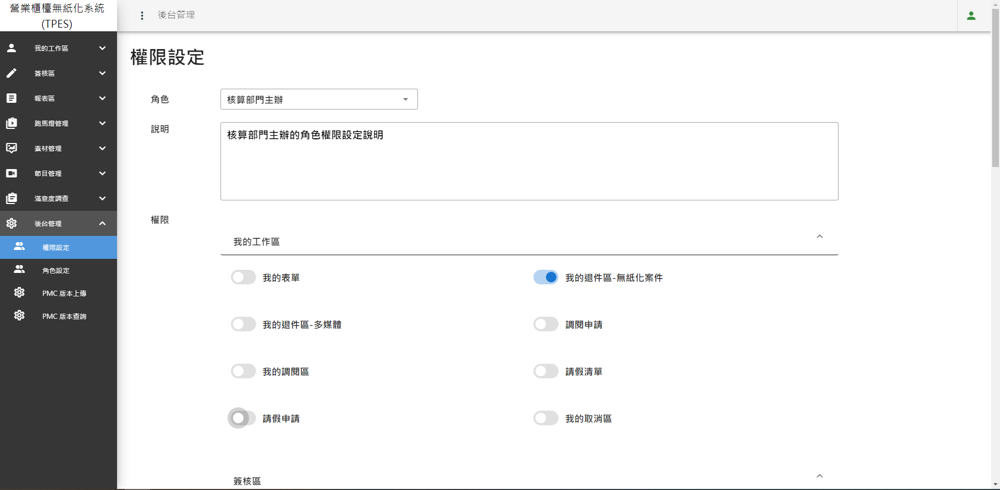 營業櫃檯無紙化系統
(TPES)
後台管理
我的工作區
簽核區
報表區
跑馬燈管理
素材管理
節目管理
滿意度調查
後台管理
權限設定
角色設定
PMC 版本上傳
PMC 版本查詢
權限設定
角色
核算部門主辦
說明
核算部門主辦的角色權限設定說明
權限
我的工作區
我的表單
我的退件區-無紙化案件
我的退件區-多媒體
調閱申請
我的調閱區
請假清單
請假申請
我的取消區
簽核區